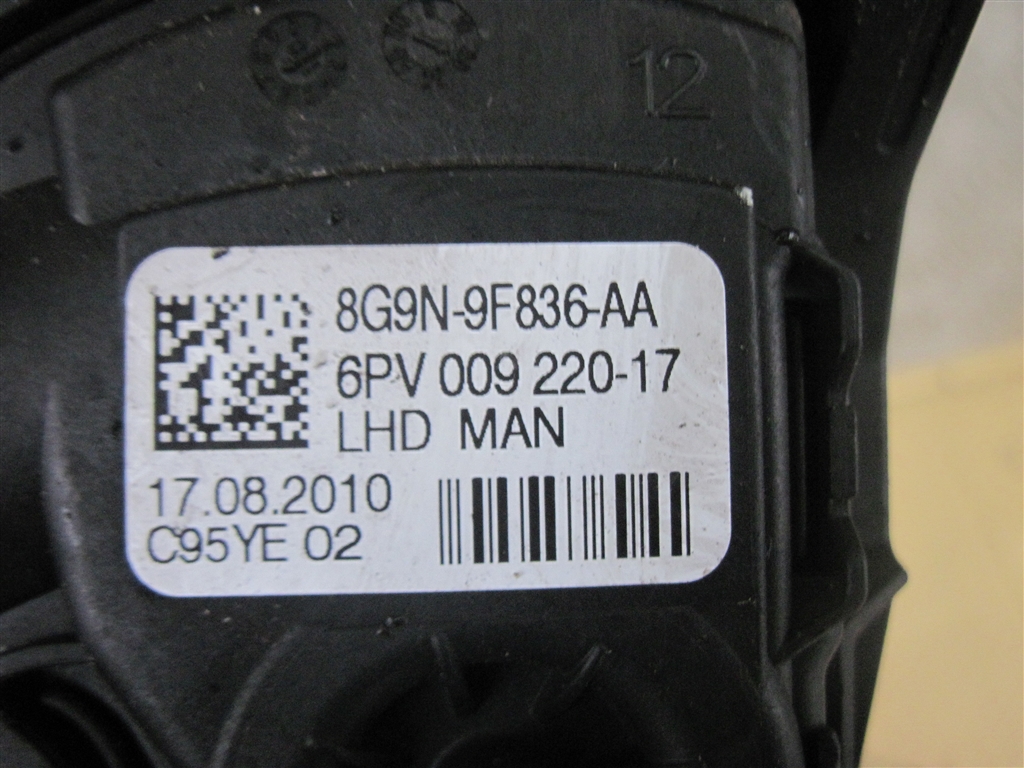 12
8G9N-9F836-AA
6PV 009 220-17
LHD MAN
17.08.2010
C95YE 02